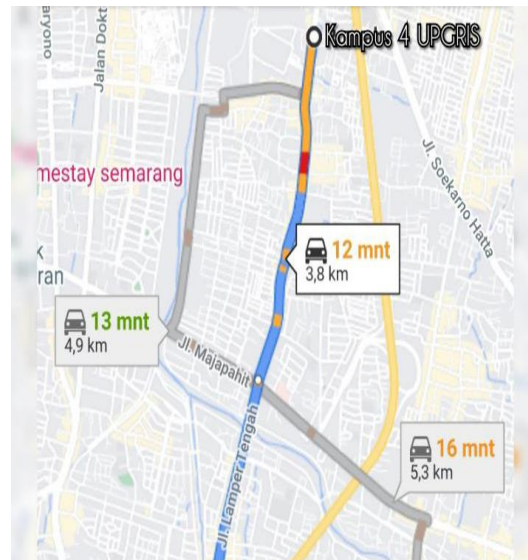 Kampus 4 UPGRIS
aryono
Jalan Dokt
Jl. Soekarno Hatta
mestay semarang
k
ran
12 mnt
3,8 km
13 mnt
4,9 km
Jl. Majapahit
Jl. Lamper Tengah
16 mnt
5,3 km